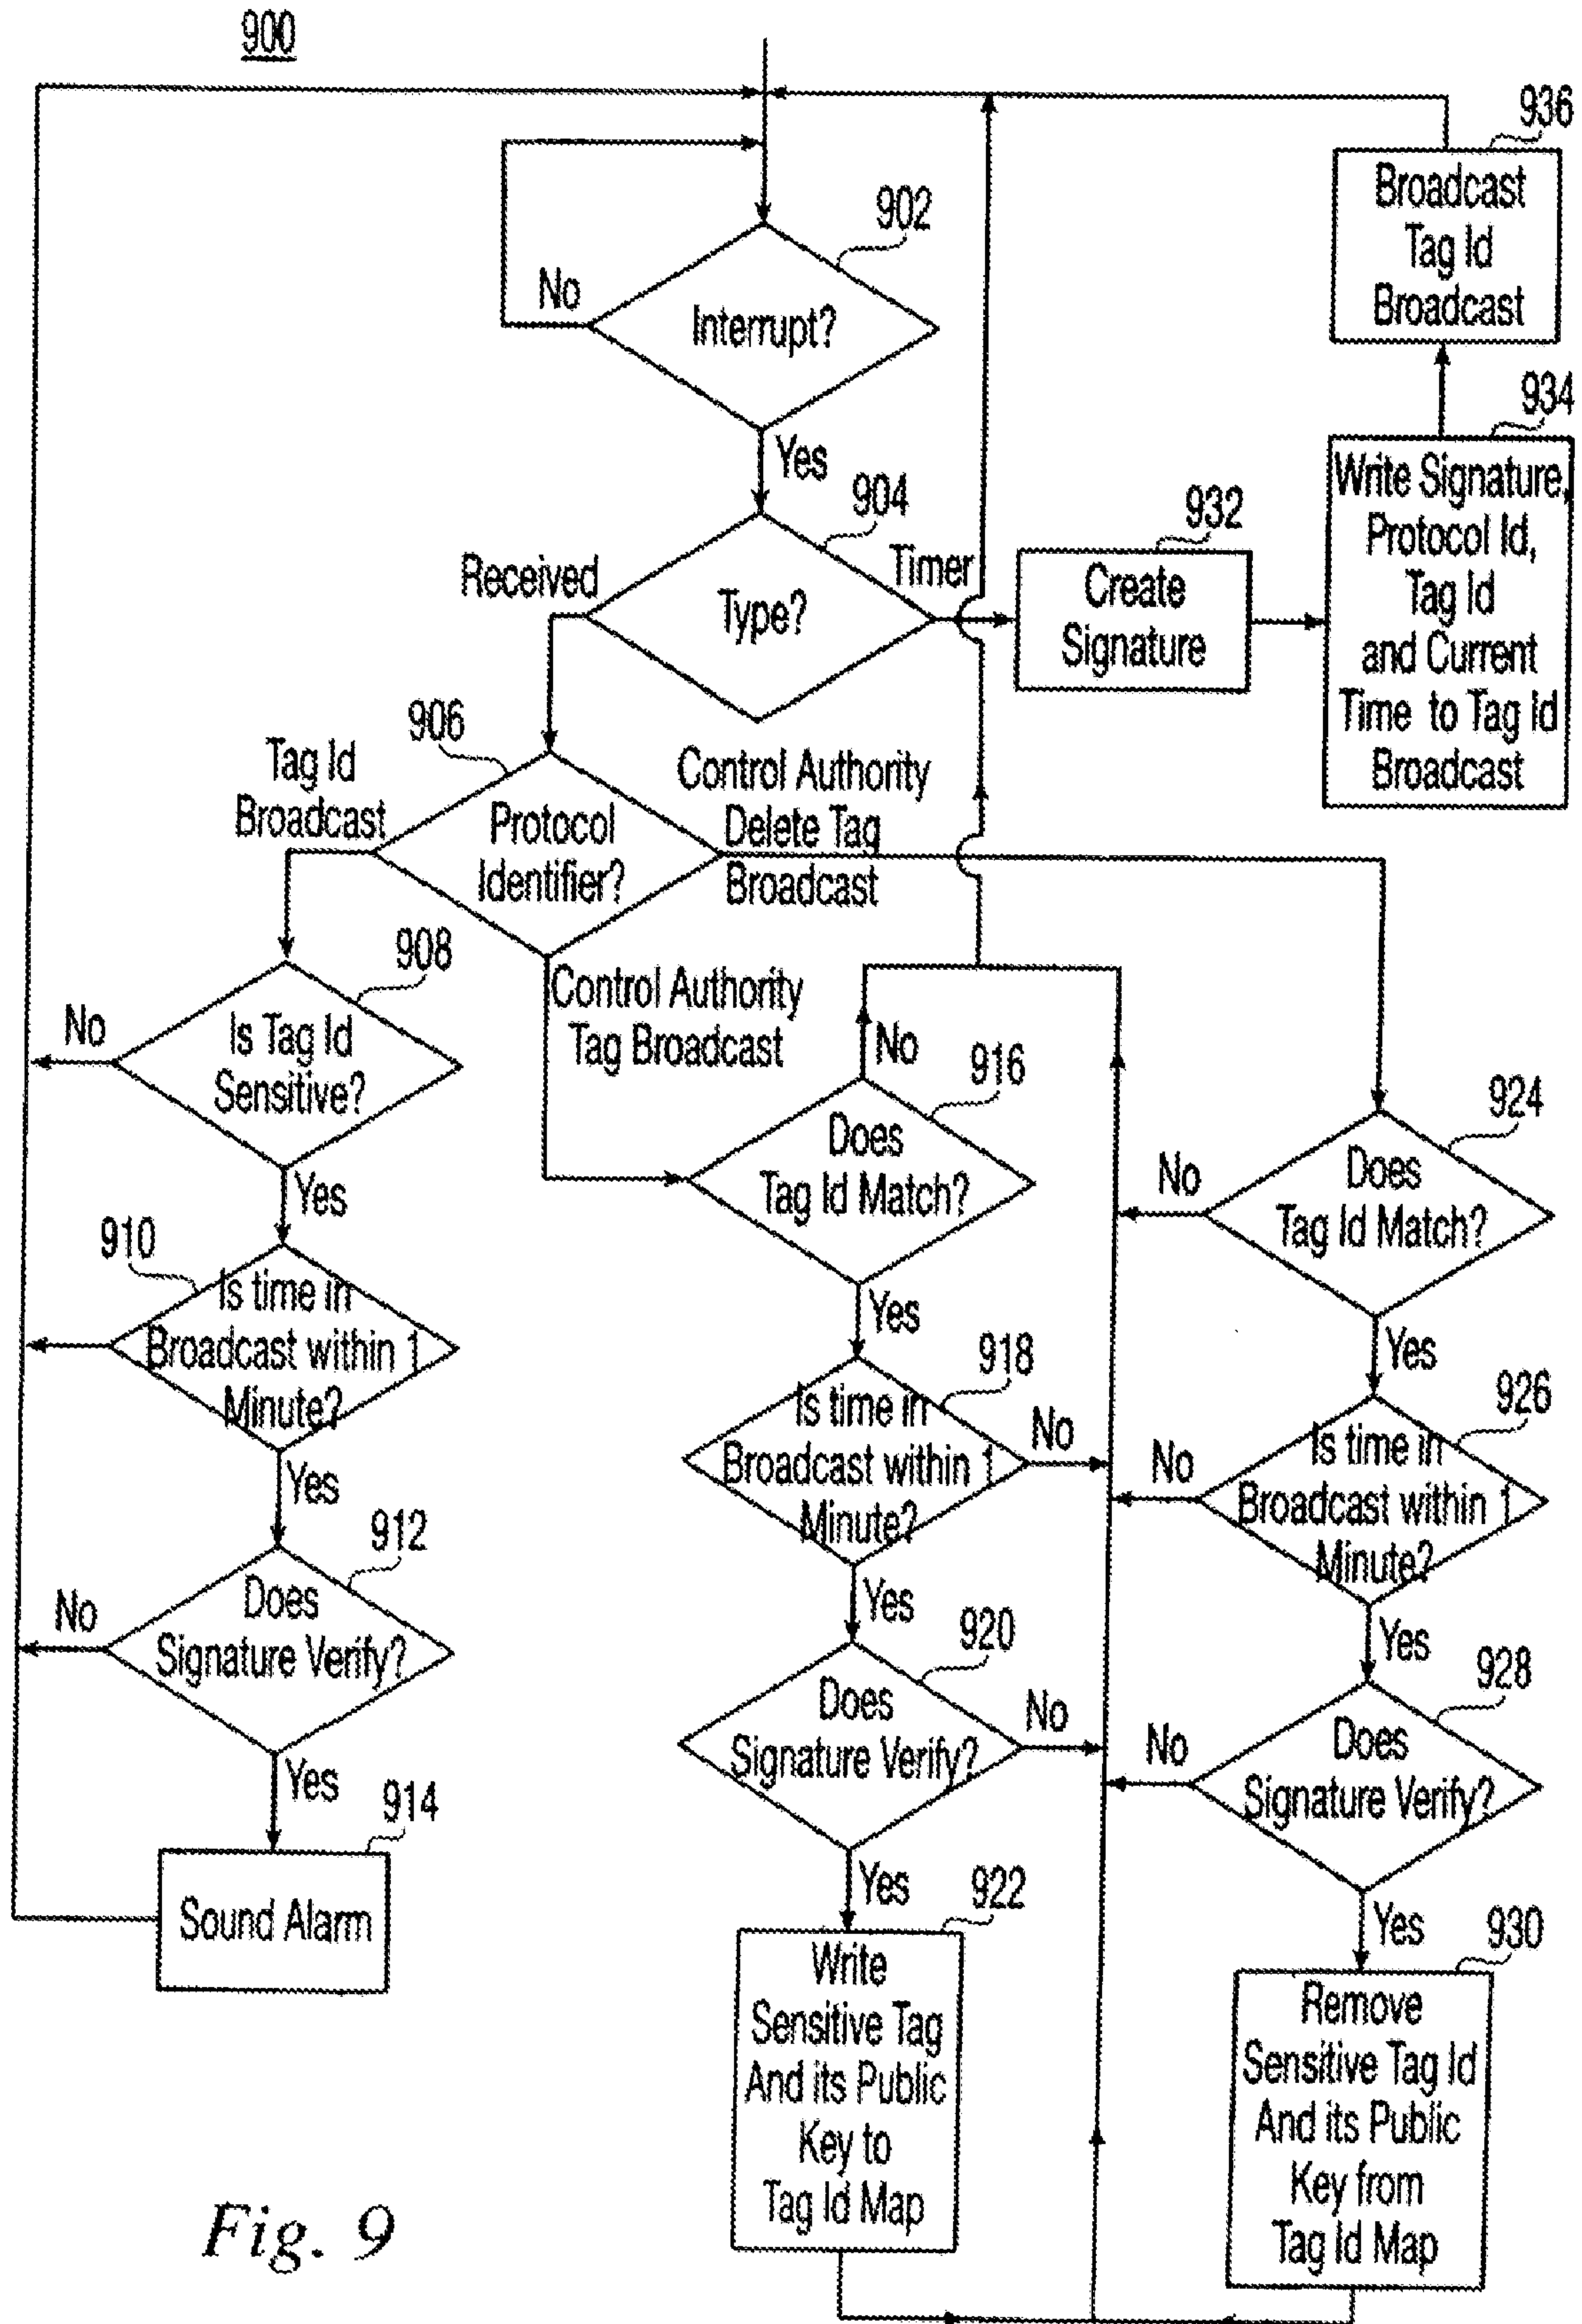 900
936
Broadcast
Tag Id
Broadcast
902
No
Interrupt?
Yes
934
Write Signature,
Protocol Id,
Tag Id
and Current
Time to Tag Id
Broadcast
904
Received
Type?
Timer
932
Create
Signature
906
Tag Id
Broadcast
Protocol
Identifier?
Control Authority
Delete Tag
Broadcast
Control Authority
Tag Broadcast
908
No
Is Tag Id
Sensitive?
Yes
910
Is time in
Broadcast within 1
Minute?
Yes
912
No
Does
Signature Verify?
Yes
914
Sound Alarm
No
916
Does
Tag Id Match?
Yes
918
Is time in
Broadcast within 1
Minute?
No
Yes
920
Does
Signature Verify?
No
Yes
922
Write
Sensitive Tag
And its Public
Key to
Tag Id Map
924
No
Does
Tag Id Match?
Yes
926
No
Is time in
Broadcast within 1
Minute?
Yes
928
No
Does
Signature Verify?
Yes
930
Remove
Sensitive Tag Id
And its Public
Key from
Tag Id Map
Fig. 9